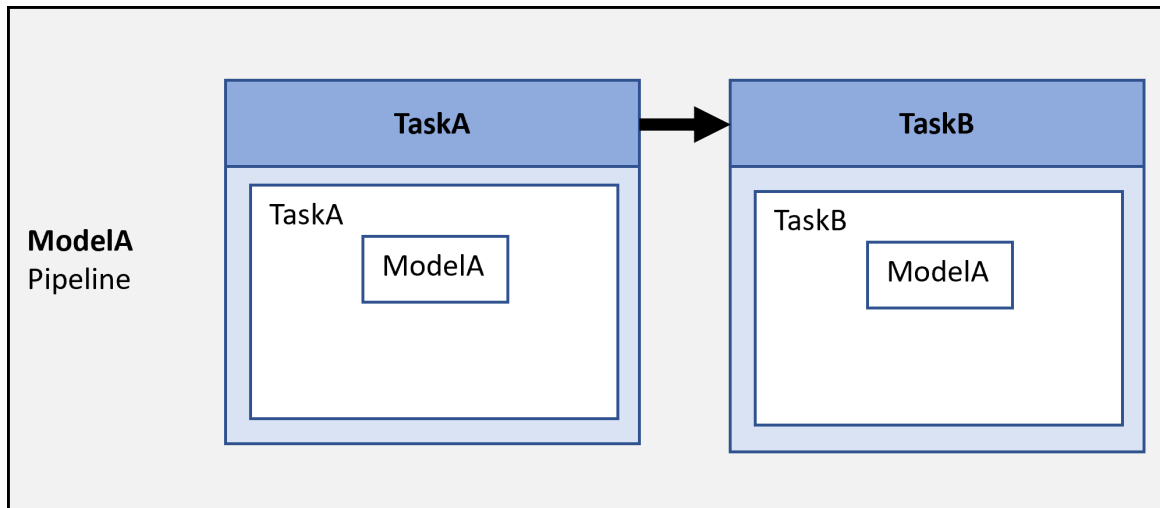 TaskA
TaskB
TaskA
ModelA
TaskB
ModelA
ModelA
Pipeline